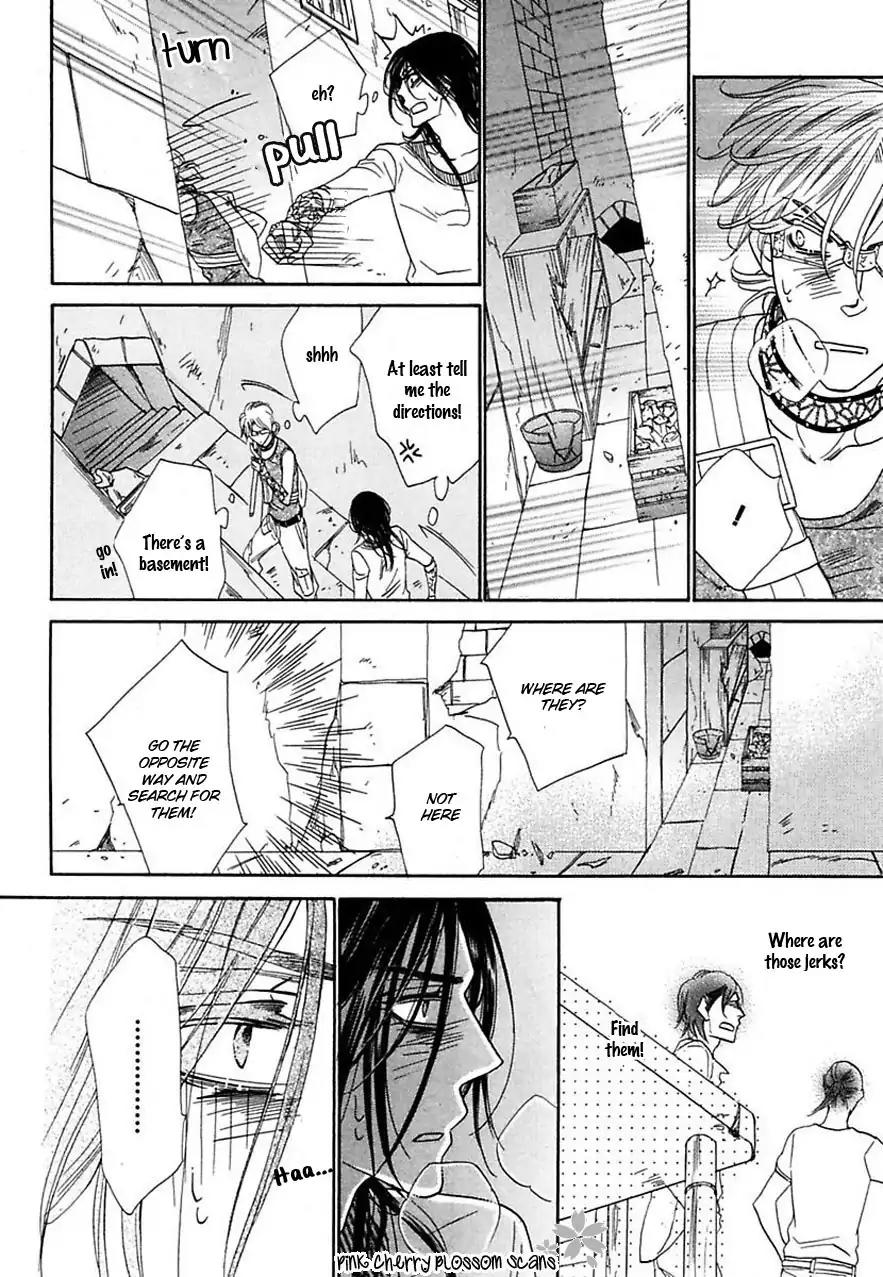 !
turn
eh?
pull
At least tell
me the
directions!
shhh
There's a
basement!
go
in!
WHERE ARE
THEY?
NOT
HERE
GO THE
OPPOSITE
WAY AND
SEARCH FOR
THEM!
Where are
those Jerks?
Find
them!
Haa...
..........
PINK CHERRY BLOSSOM SCANS